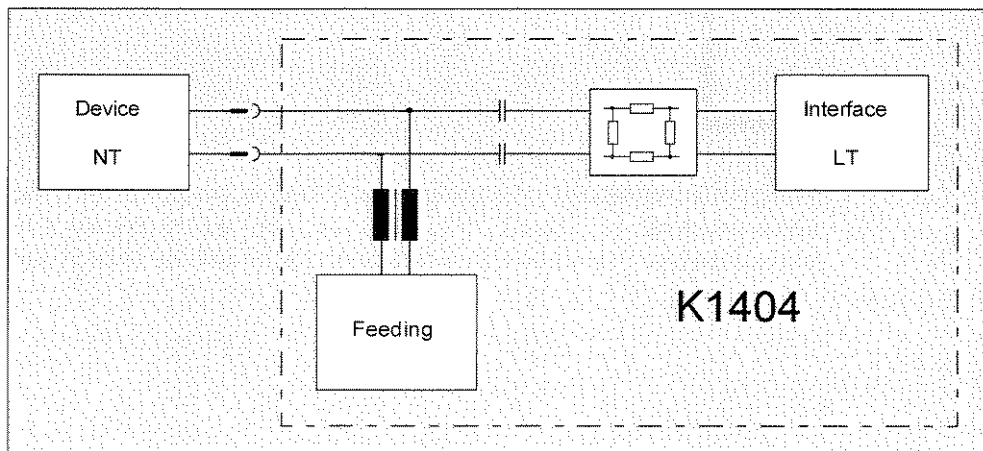 Device
NT
Interface
LT
Feeding
K1404